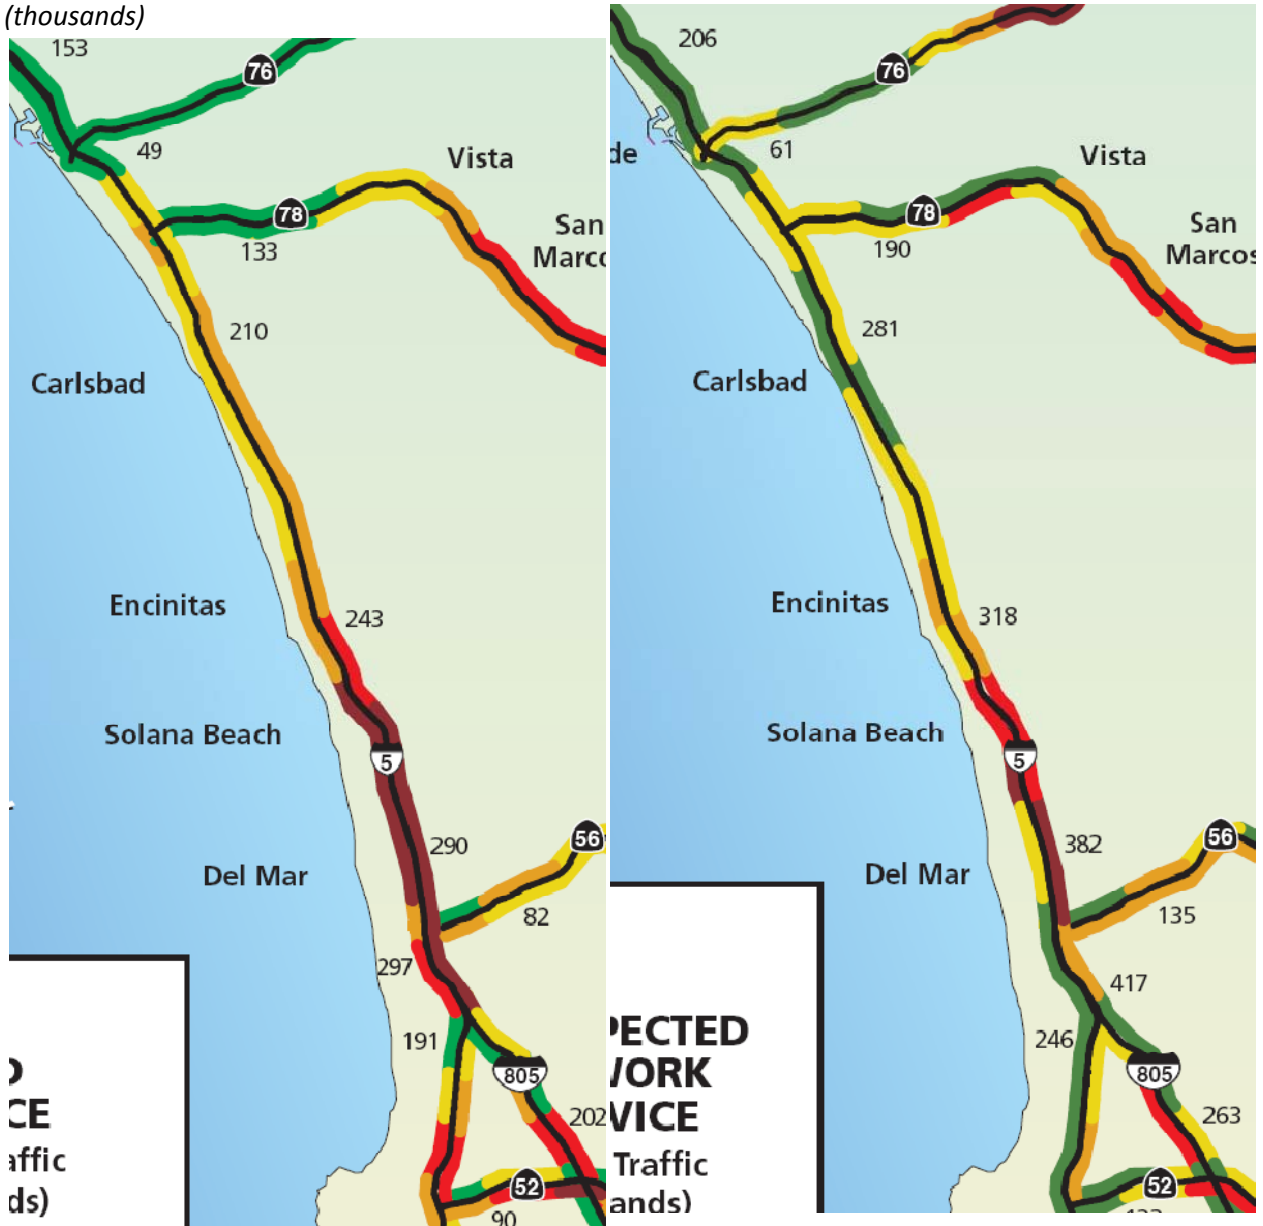 (thousands)
153
76
49
Vista
78
133
San
210
Carlsbad
Encinitas
243
Solana Beach
5
290
56
Del Mar
82
297
191
805
CE
affic
202
52
ds)
90
206
76
61
de
Vista
78
San
190
Marcos
281
Carlsbad
Encinitas
318
Solana Beach
5
382
56
Del Mar
135
417
PECTED
246
WORK
805
VICE
263
Traffic
52
ands)